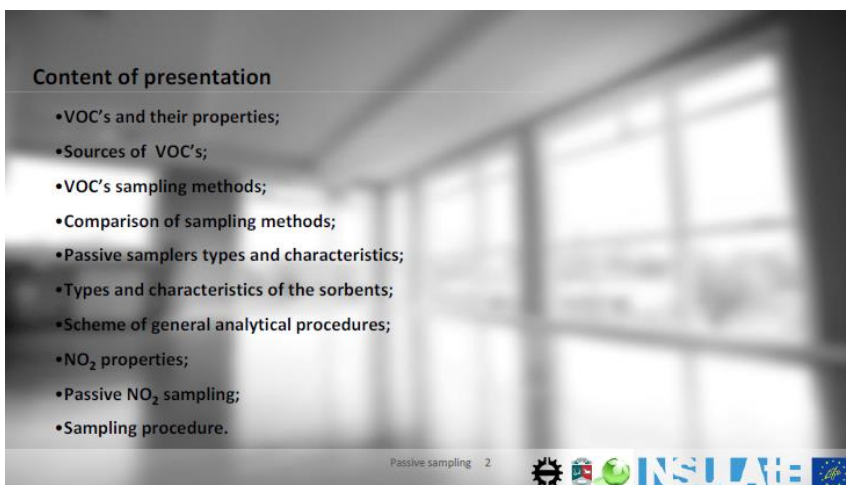 Content of presentation
•VOC's and their properties;
•Sources of VOC's;
•VOC's sampling methods;
•Comparison of sampling methods;
•Passive samplers types and characteristics;
•Types and characteristics of the sorbents;
•Scheme of general analytical procedures;
•NO₂ properties;
•Passive NO₂ sampling;
•Sampling procedure.
Passive sampling 2
INSULAtE
Life